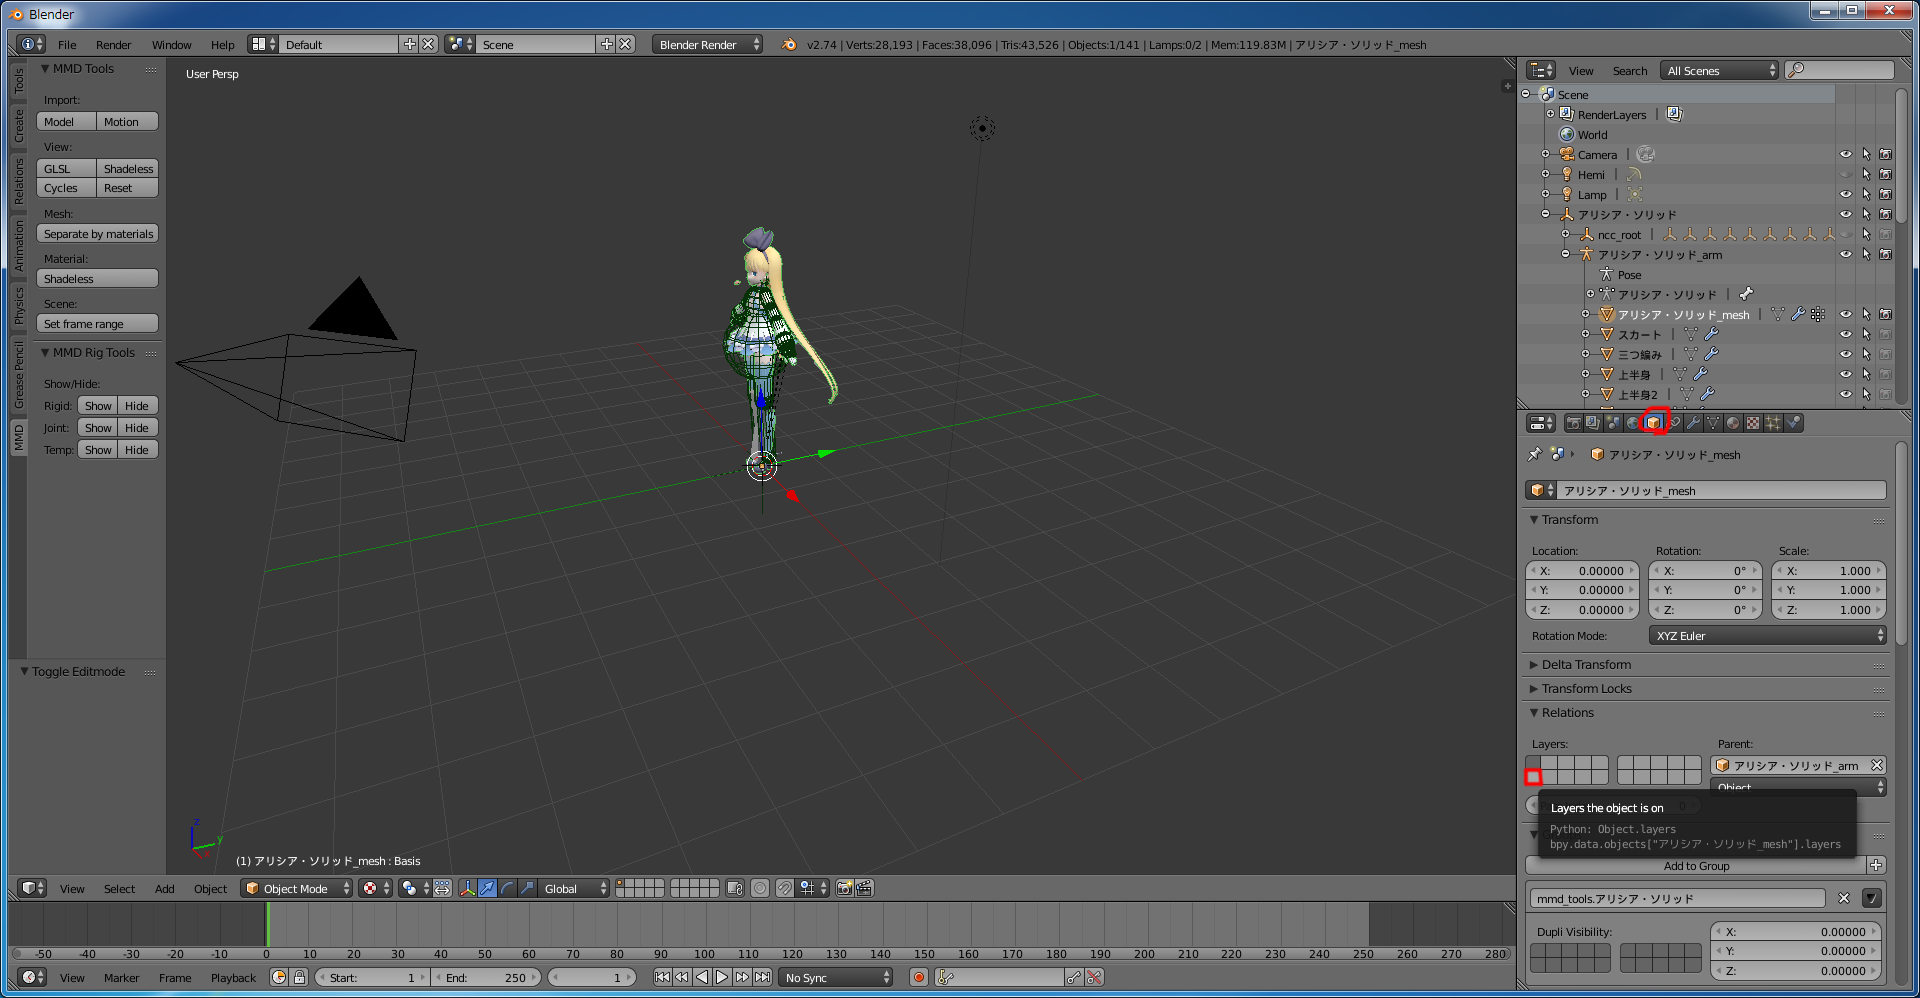 Blender
File Render Window Help Default Scene Blender Render v2.74 | Verts:28,193 | Faces:38,096 | Tris:43,526 | Objects:1/141 | Lamps:0/2 | Mem:119.83M | アリシア・ソリッド_mesh
Tools
Create
Relations
Animation
Physics
Grease Pencil
MMD
MMD Tools
Import:
Model Motion
View:
GLSL Shadeless
Cycles Reset
Mesh:
Separate by materials
Material:
Shadeless
Scene:
Set frame range
MMD Rig Tools
Show/Hide:
Rigid: Show Hide
Joint: Show Hide
Temp: Show Hide
Toggle Editmode
User Persp
z
y
(1) アリシア・ソリッド_mesh : Basis
View Select Add Object Object Mode Global
-50 -40 -30 -20 -10 0 10 20 30 40 50 60 70 80 90 100 110 120 130 140 150 160 170 180 190 200 210 220 230 240 250 260 270 280
View Marker Frame Playback Start: 1 End: 250 1 No Sync
View Search All Scenes
Scene
RenderLayers |
World
Camera |
Hemi |
Lamp |
アリシア・ソリッド
ncc_root |
アリシア・ソリッド_arm
Pose
アリシア・ソリッド |
アリシア・ソリッド_mesh |
スカート |
三つ編み |
上半身 |
上半身2 |
アリシア・ソリッド_mesh
アリシア・ソリッド_mesh
Transform
Location: Rotation: Scale:
X: 0.00000 X: 0° X: 1.000
Y: 0.00000 Y: 0° Y: 1.000
Z: 0.00000 Z: 0° Z: 1.000
Rotation Mode: XYZ Euler
Delta Transform
Transform Locks
Relations
Layers: Parent:
アリシア・ソリッド_arm
Object
Layers the object is on
Python: Object.layers
bpy.data.objects["アリシア・ソリッド_mesh"].layers
Add to Group
mmd_tools.アリシア・ソリッド
Dupli Visibility:
X: 0.00000
Y: 0.00000
Z: 0.00000